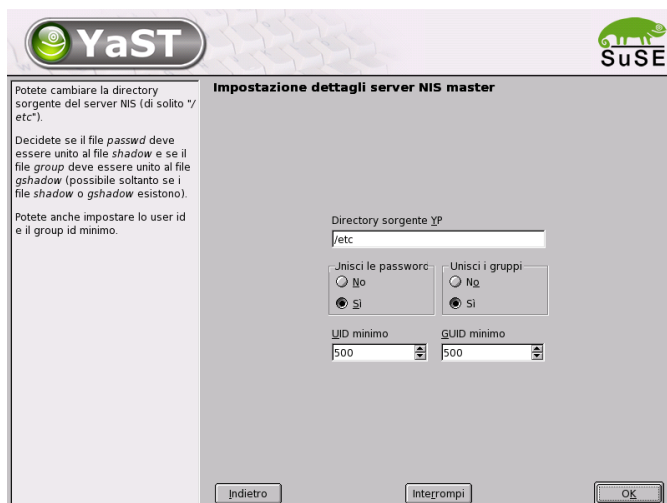 YaST
SuSE
Potete cambiare la directory
sorgente del server NIS (di solito "/
etc").
Decidete se il file passwd deve
essere unito al file shadow e se il
file group deve essere unito al file
gshadow (possibile soltanto se i
file shadow o gshadow esistono).
Potete anche impostare lo user id
e il group id minimo.
Impostazione dettagli server NIS master
Directory sorgente YP
/etc
Unisci le password
No
Sì
Unisci i gruppi
No
Sì
UID minimo
500
GUID minimo
500
Indietro
Interrompi
OK